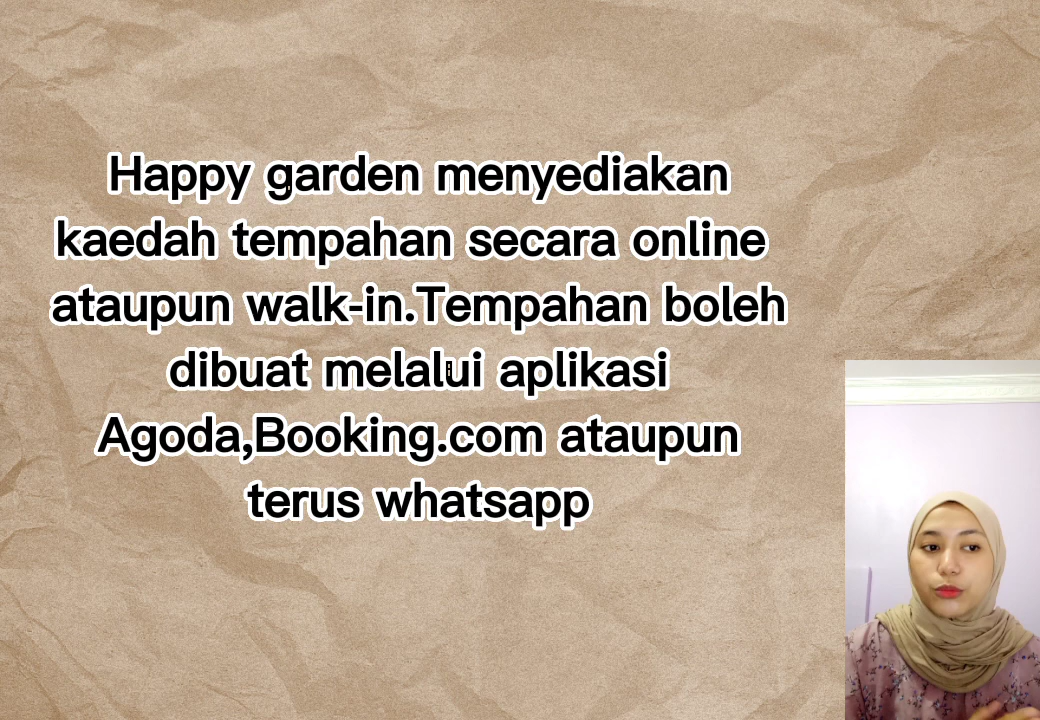 Happy garden menyediakan
kaedah tempahan secara online
ataupun walk-in.Tempahan boleh
dibuat melalui aplikasi
Agoda,Booking.com ataupun
terus whatsapp